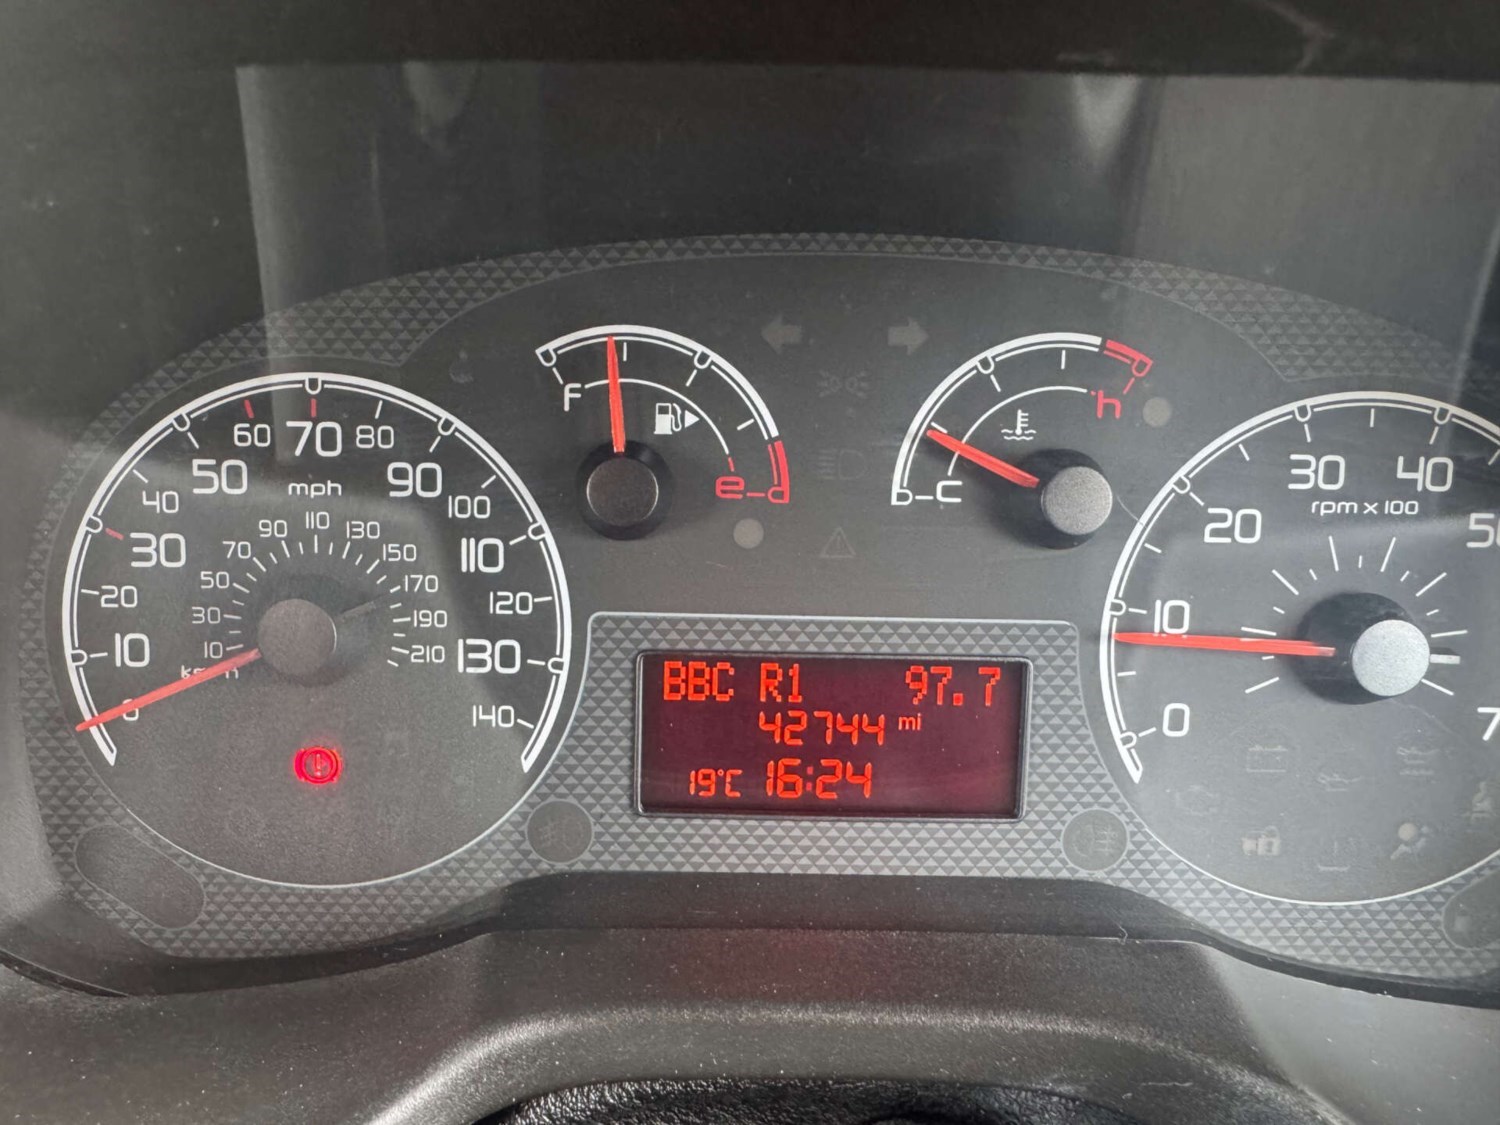 60 70 80
50 mph 90
40 100
30 110
20 120
10 130
0 140
90 110 130
70 150
50 170
30 190
10 210
F
e
c
h
BBC R1 97.7
42744 mi
19°C 16:24
30 40
20 rpm x 100
10
0